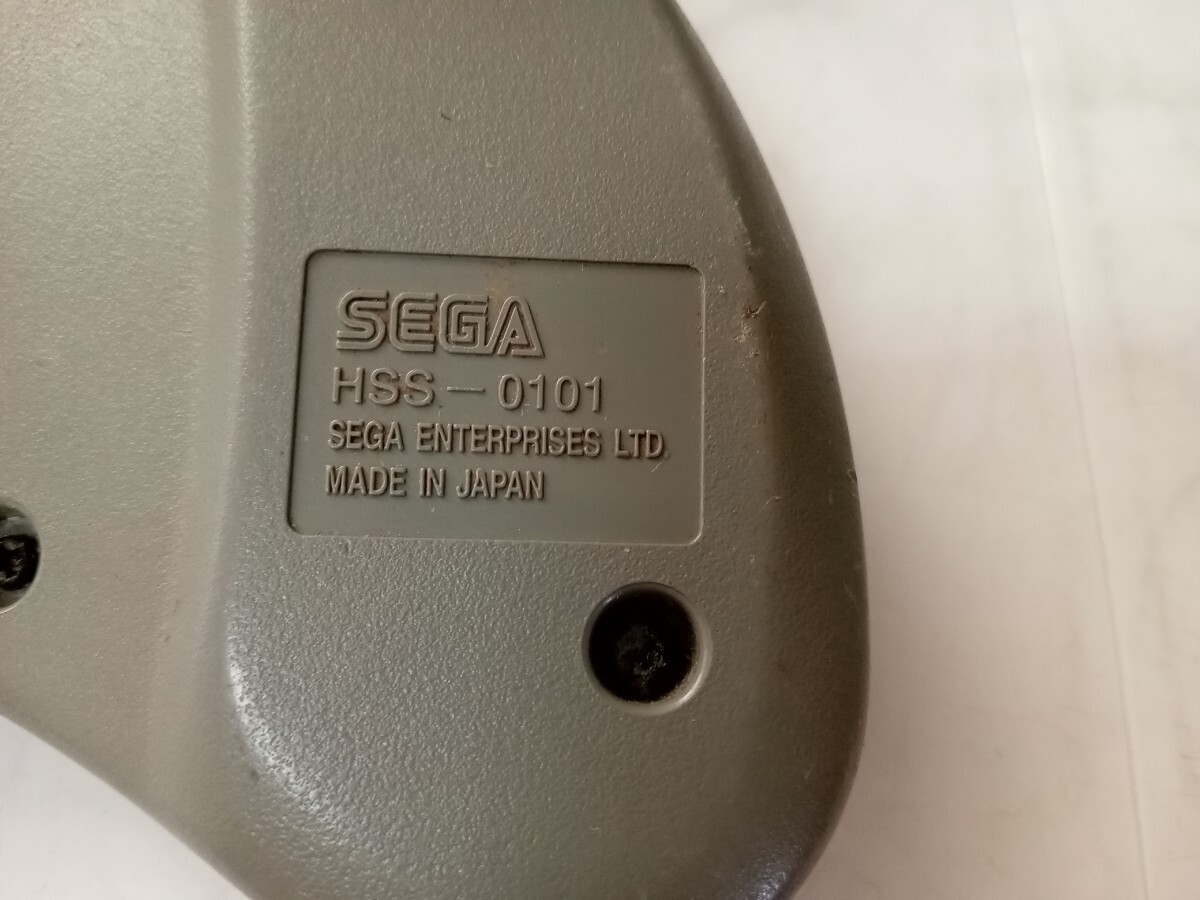 SEGA
HSS-0101
SEGA ENTERPRISES LTD.
MADE IN JAPAN